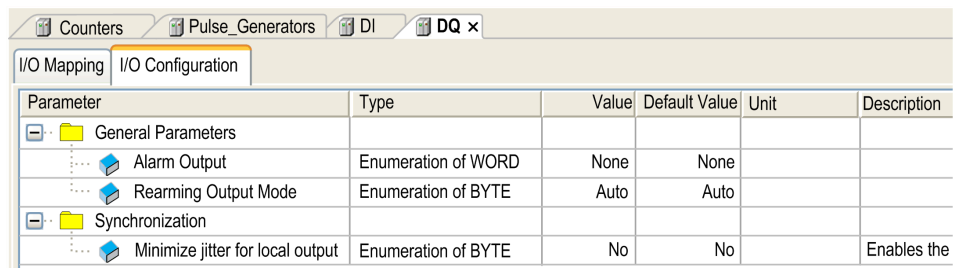 Counters Pulse_Generators DI DQ ×
I/O Mapping I/O Configuration
Parameter Type Value Default Value Unit Description
General Parameters
Alarm Output Enumeration of WORD None None
Rearming Output Mode Enumeration of BYTE Auto Auto
Synchronization
Minimize jitter for local output Enumeration of BYTE No No Enables the